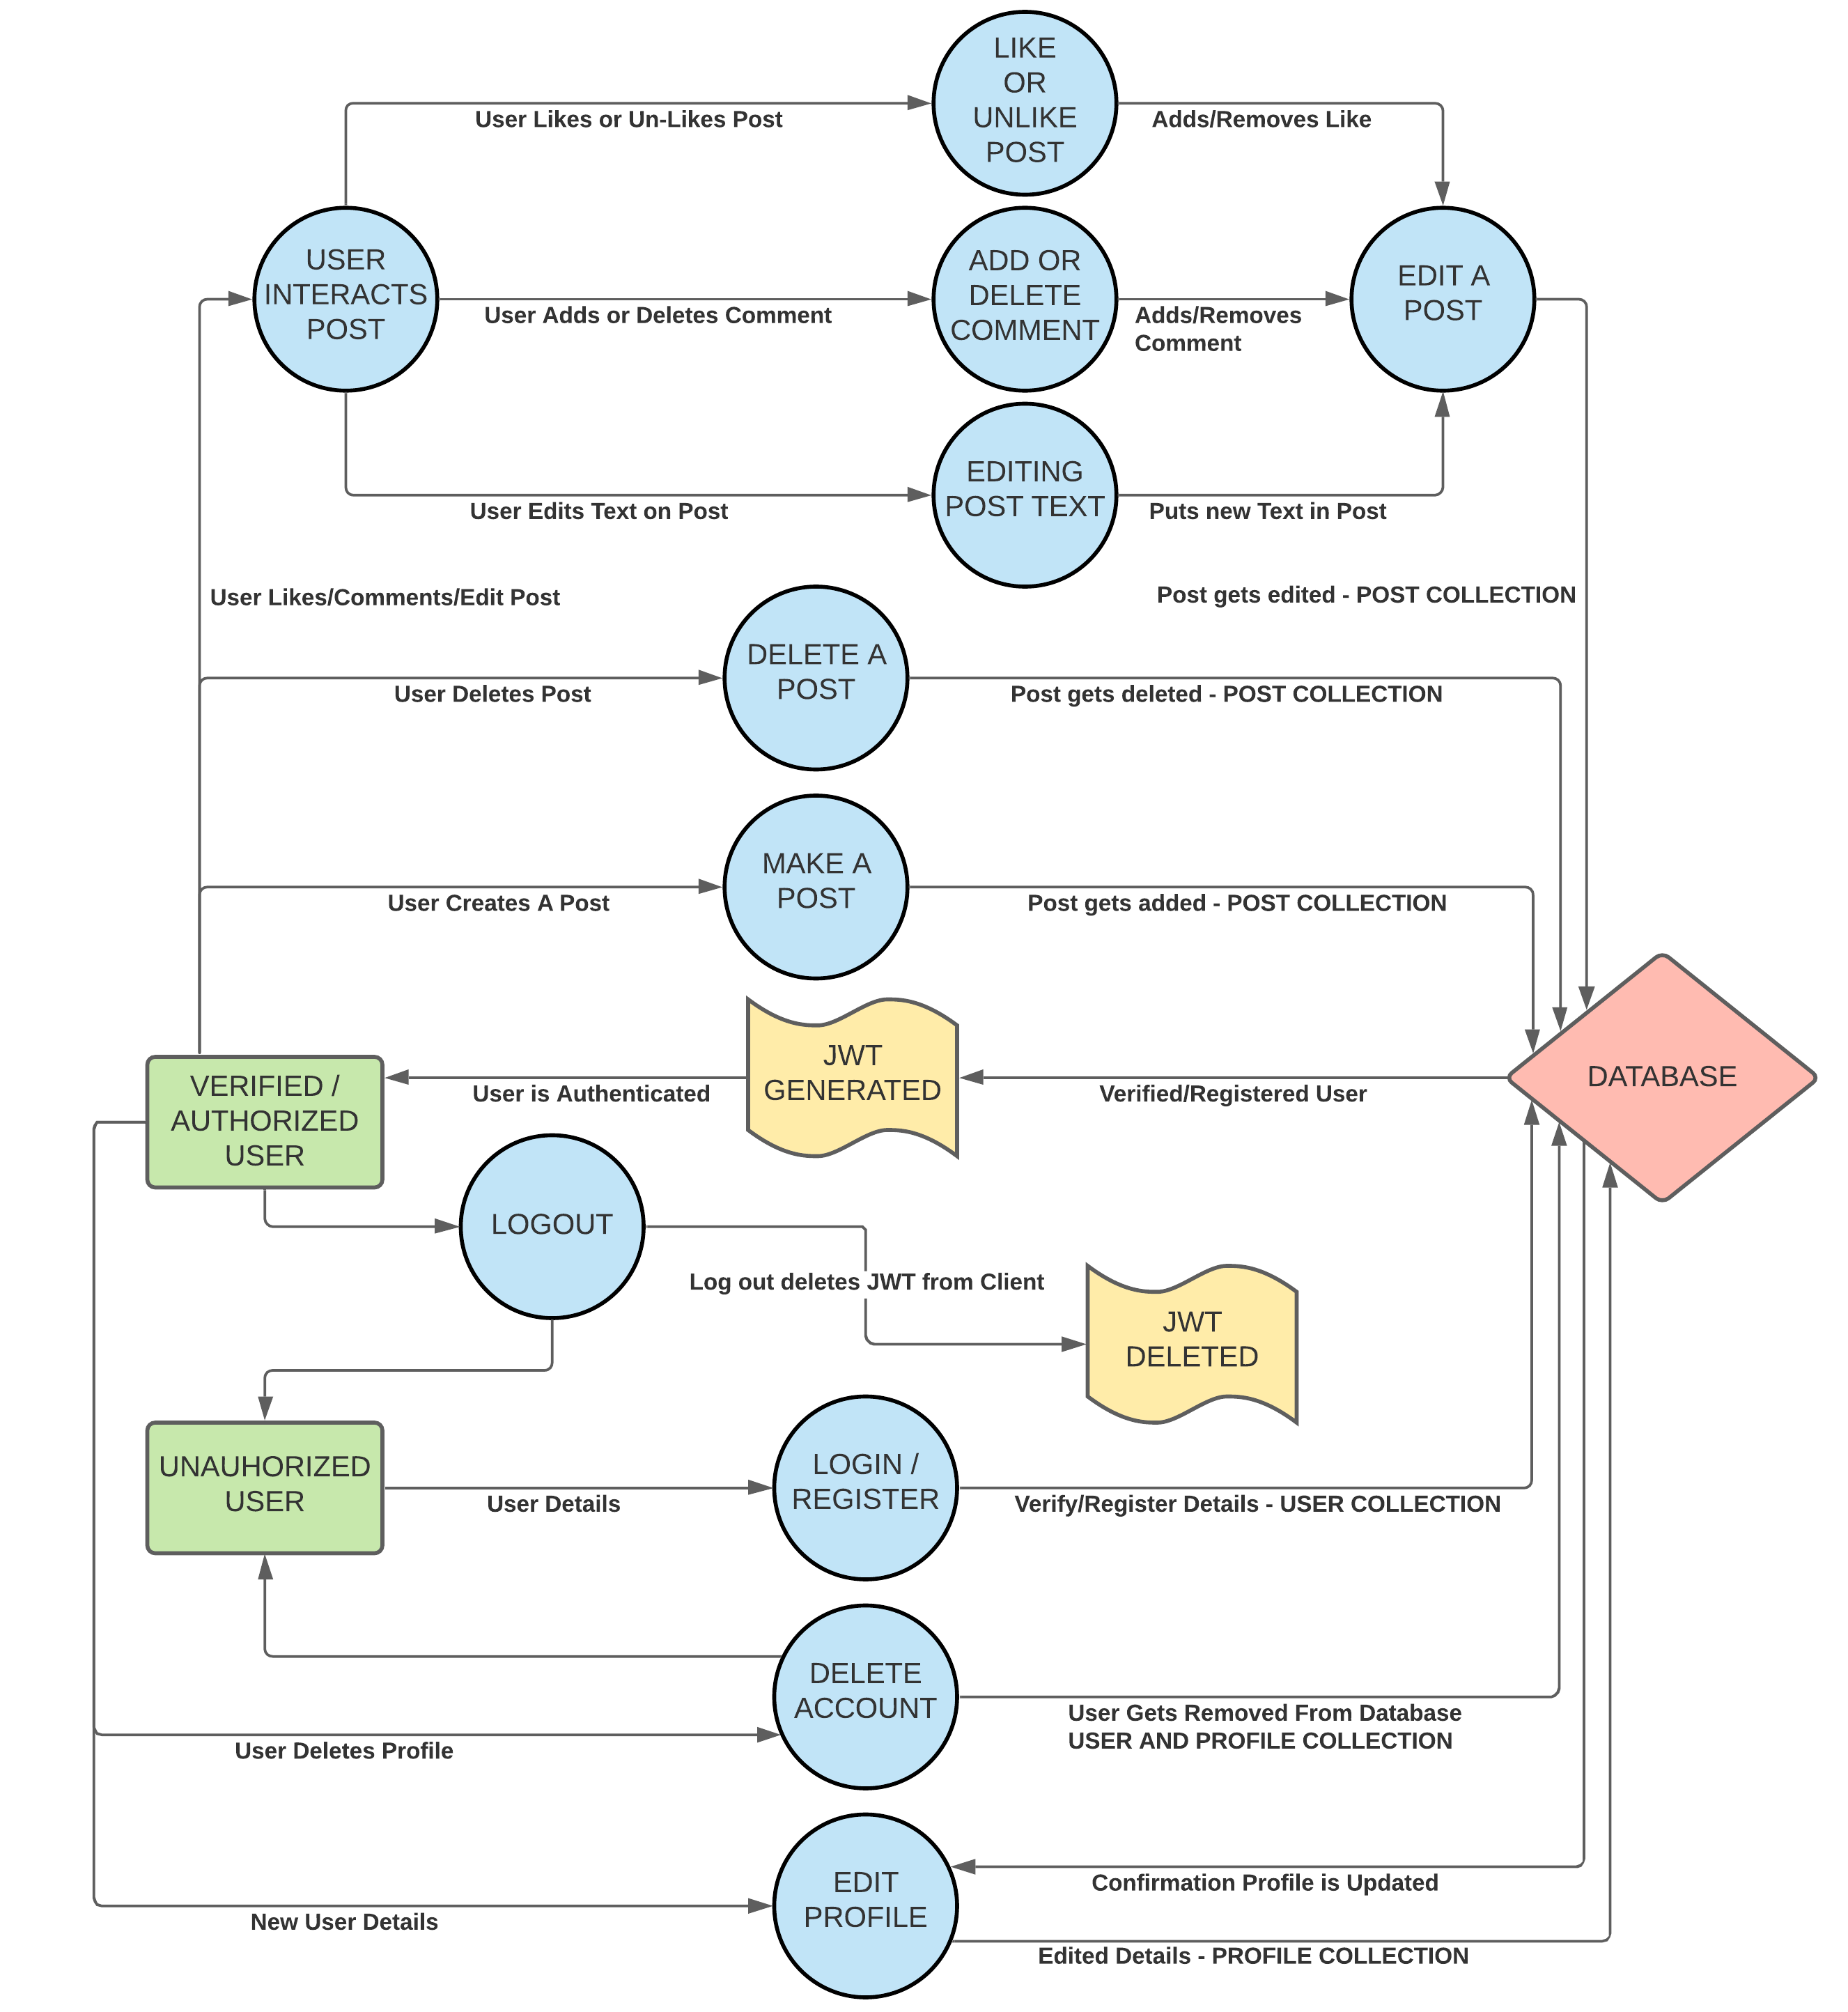 LIKE
OR
UNLIKE
POST
User Likes or Un-Likes Post
Adds/Removes Like
USER
INTERACTS
POST
ADD OR
DELETE
COMMENT
EDIT A
POST
User Adds or Deletes Comment
Adds/Removes
Comment
EDITING
POST TEXT
User Edits Text on Post
Puts new Text in Post
User Likes/Comments/Edit Post
Post gets edited - POST COLLECTION
DELETE A
POST
User Deletes Post
Post gets deleted - POST COLLECTION
MAKE A
POST
User Creates A Post
Post gets added - POST COLLECTION
VERIFIED /
AUTHORIZED
USER
JWT
GENERATED
DATABASE
User is Authenticated
Verified/Registered User
LOGOUT
Log out deletes JWT from Client
JWT
DELETED
UNAUHORIZED
USER
LOGIN /
REGISTER
User Details
Verify/Register Details - USER COLLECTION
DELETE
ACCOUNT
User Gets Removed From Database
USER AND PROFILE COLLECTION
User Deletes Profile
EDIT
PROFILE
Confirmation Profile is Updated
New User Details
Edited Details - PROFILE COLLECTION